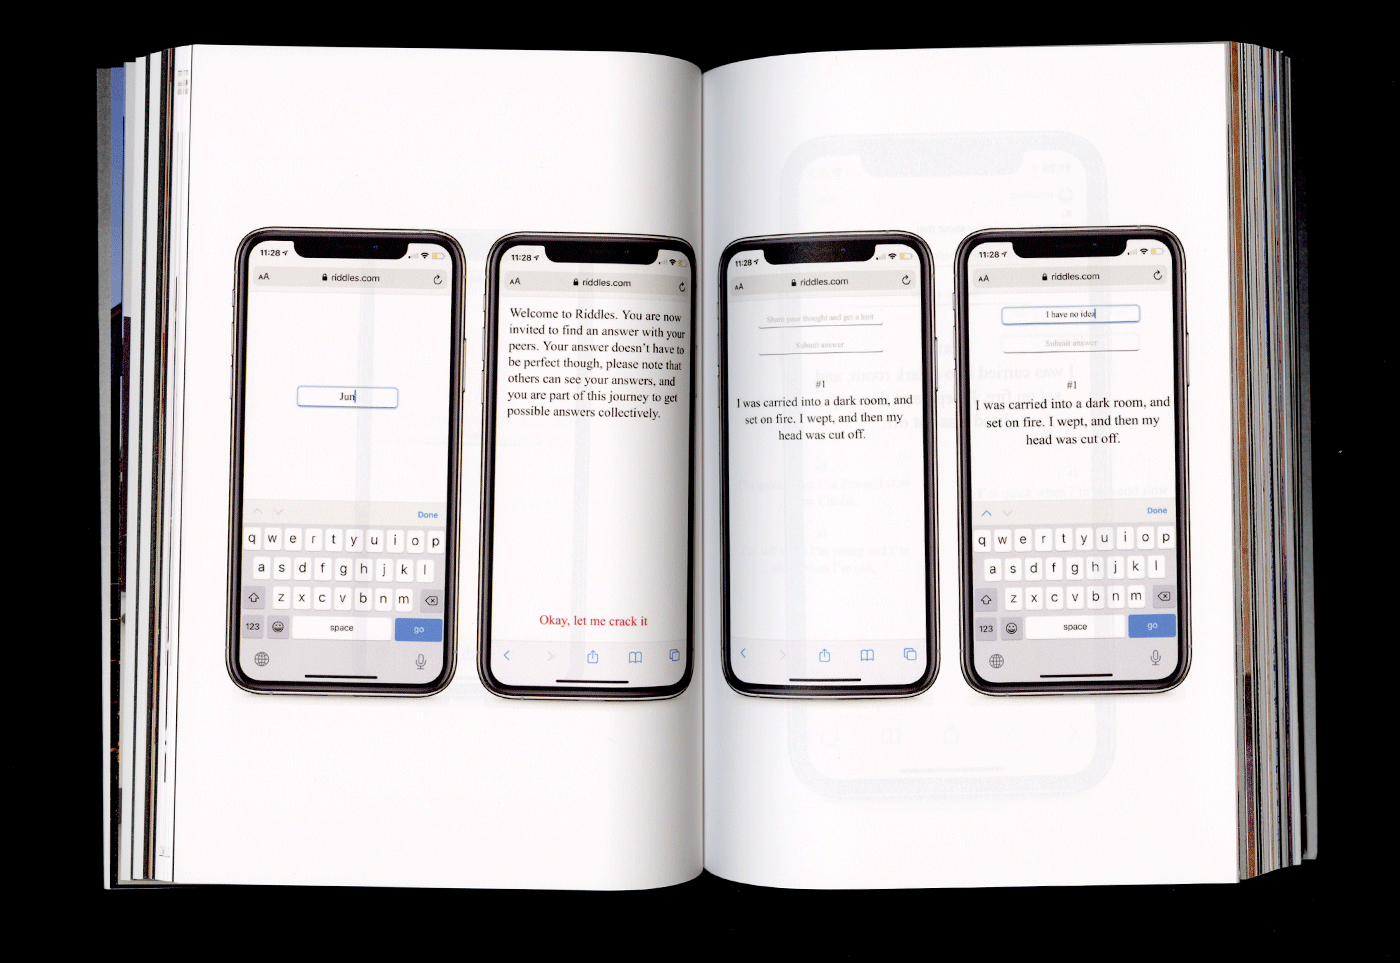 11:28
AA
riddles.com
Jun
Done
q w e r t y u i o p
a s d f g h j k l
z x c v b n m
123
space
go
11:28
AA
riddles.com
Welcome to Riddles. You are now
invited to find an answer with your
peers. Your answer doesn't have to
be perfect though, please note that
others can see your answers, and
you are part of this journey to get
possible answers collectively.
Okay, let me crack it
11:28
AA
riddles.com
Share your thought and get a hint
Submit answer
#1
I was carried into a dark room, and
set on fire. I wept, and then my
head was cut off.
11:28
AA
riddles.com
I have no idea
Submit answer
#1
I was carried into a dark room, and
set on fire. I wept, and then my
head was cut off.
Done
q w e r t y u i o p
a s d f g h j k l
z x c v b n m
123
space
go